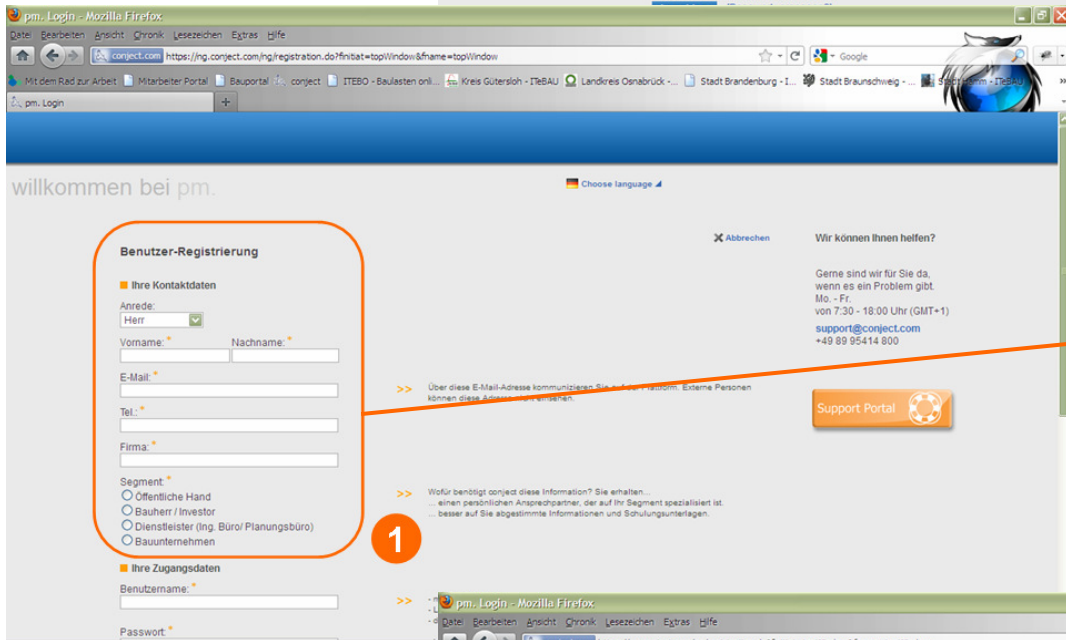 pm. Login - Mozilla Firefox
Datei Bearbeiten Ansicht Chronik Lesezeichen Extras Hilfe
conject.com https://ng.conject.com/ng/registration.do?finitiat=topWindow&fname=topWindow
Google
Mit dem Rad zur Arbeit Mitarbeiter Portal Bauportal conject ITEBO - Baulasten onli... Kreis Gütersloh - ITeBAU Landkreis Osnabrück -... Stadt Brandenburg - I... Stadt Braunschweig - ... Stadt Hamm - ITeBAU
pm. Login
willkommen bei pm.
Choose language
Benutzer-Registrierung
Abbrechen
Wir können Ihnen helfen?
Ihre Kontaktdaten
Gerne sind wir für Sie da,
wenn es ein Problem gibt.
Mo. - Fr.
von 7:30 - 18:00 Uhr (GMT+1)
support@conject.com
+49 89 95414 800
Anrede:
Herr
Vorname: * Nachname: *
E-Mail: *
>> Über diese E-Mail-Adresse kommunizieren Sie auf der Plattform. Externe Personen
können diese Adresse nicht einsehen.
Support Portal
Tel.: *
Firma: *
Segment: *
Öffentliche Hand
Bauherr / Investor
Dienstleister (Ing. Büro/ Planungsbüro)
Bauunternehmen
>> Wofür benötigt conject diese Information? Sie erhalten...
... einen persönlichen Ansprechpartner, der auf Ihr Segment spezialisiert ist.
... besser auf Sie abgestimmte Informationen und Schulungsunterlagen.
1
Ihre Zugangsdaten
Benutzername: *
>>
Passwort: *
pm. Login - Mozilla Firefox
Datei Bearbeiten Ansicht Chronik Lesezeichen Extras Hilfe